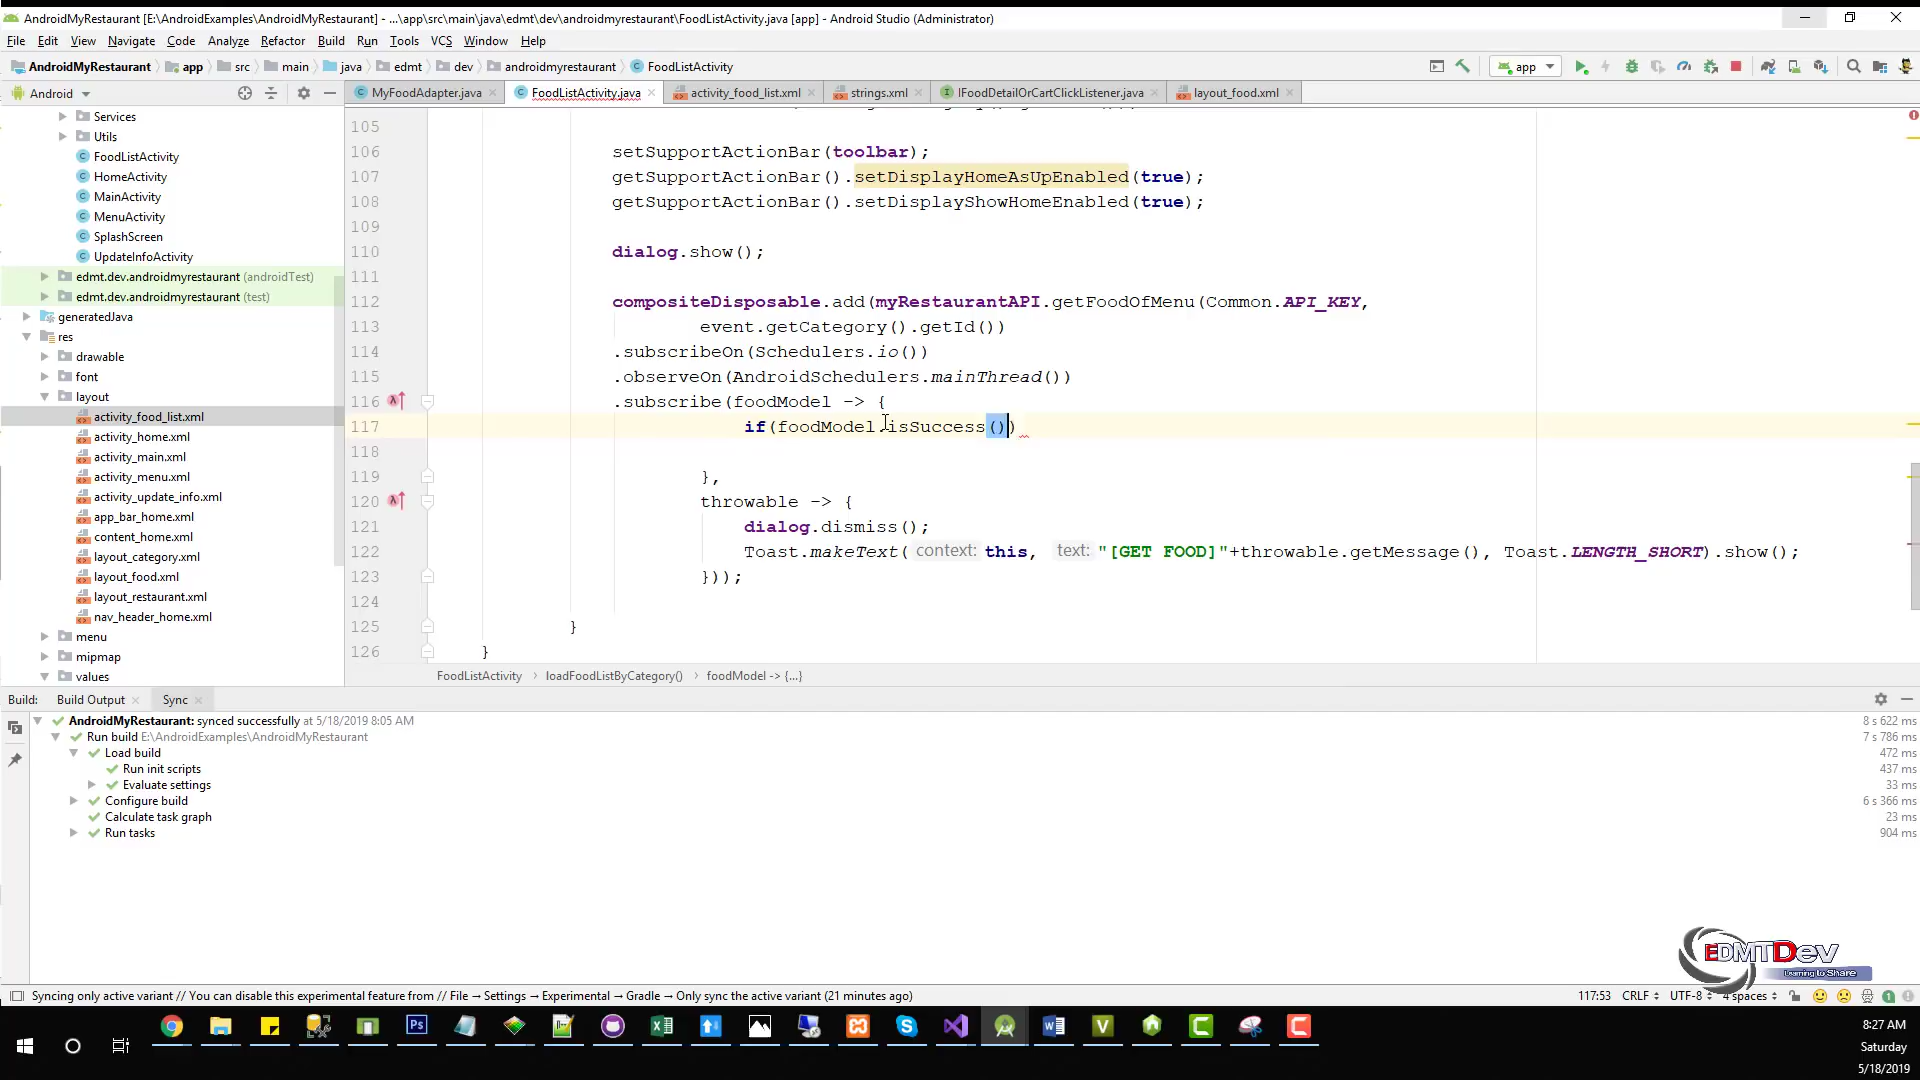 AndroidMyRestaurant [E:\AndroidExamples\AndroidMyRestaurant] - ...\app\src\main\java\edmt\dev\androidmyrestaurant\FoodListActivity.java [app] - Android Studio (Administrator)
File Edit View Navigate Code Analyze Refactor Build Run Tools VCS Window Help
AndroidMyRestaurant app src main java edmt dev androidmyrestaurant FoodListActivity app
Android MyFoodAdapter.java FoodListActivity.java activity_food_list.xml strings.xml IFoodDetailOrCartClickListener.java layout_food.xml
Services
Utils
FoodListActivity
HomeActivity
MainActivity
MenuActivity
SplashScreen
UpdateInfoActivity
edmt.dev.androidmyrestaurant (androidTest)
edmt.dev.androidmyrestaurant (test)
generatedJava
res
drawable
font
layout
activity_food_list.xml
activity_home.xml
activity_main.xml
activity_menu.xml
activity_update_info.xml
app_bar_home.xml
content_home.xml
layout_category.xml
layout_food.xml
layout_restaurant.xml
nav_header_home.xml
menu
mipmap
values
105
106 setSupportActionBar(toolbar);
107 getSupportActionBar().setDisplayHomeAsUpEnabled(true);
108 getSupportActionBar().setDisplayShowHomeEnabled(true);
109
110 dialog.show();
111
112 compositeDisposable.add(myRestaurantAPI.getFoodOfMenu(Common.API_KEY,
113 event.getCategory().getId())
114 .subscribeOn(Schedulers.io())
115 .observeOn(AndroidSchedulers.mainThread())
116 .subscribe(foodModel -> {
117 if(foodModel.isSuccess())
118
119 },
120 throwable -> {
121 dialog.dismiss();
122 Toast.makeText( context: this, text: "[GET FOOD]"+throwable.getMessage(), Toast.LENGTH_SHORT).show();
123 }));
124
125 }
126 }
FoodListActivity loadFoodListByCategory() foodModel -> {...}
Build: Build Output Sync
AndroidMyRestaurant: synced successfully at 5/18/2019 8:05 AM 8 s 622 ms
Run build E:\AndroidExamples\AndroidMyRestaurant 7 s 786 ms
Load build 472 ms
Run init scripts 437 ms
Evaluate settings 33 ms
Configure build 6 s 366 ms
Calculate task graph 23 ms
Run tasks 904 ms
EDMTDev
Learning to Share
Syncing only active variant // You can disable this experimental feature from // File → Settings → Experimental → Gradle → Only sync the active variant (21 minutes ago) 117:53 CRLF UTF-8 4 spaces 1
8:27 AM
Saturday
5/18/2019